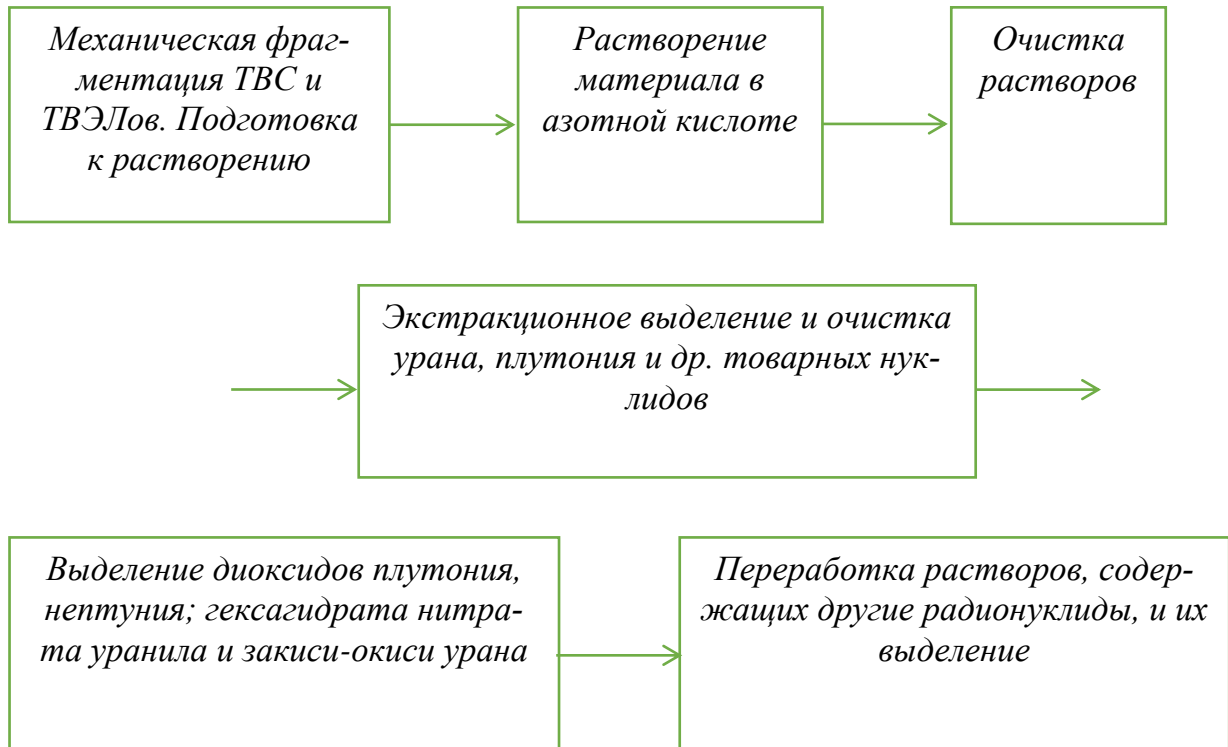 Механическая фраг-
ментация ТВС и
ТВЭЛов. Подготовка
к растворению
Растворение
материала в
азотной кислоте
Очистка
растворов
Экстракционное выделение и очистка
урана, плутония и др. товарных нук-
лидов
Выделение диоксидов плутония,
нептуния; гексагидрата нитра-
та уранила и закиси-окиси урана
Переработка растворов, содер-
жащих другие радионуклиды, и их
выделение